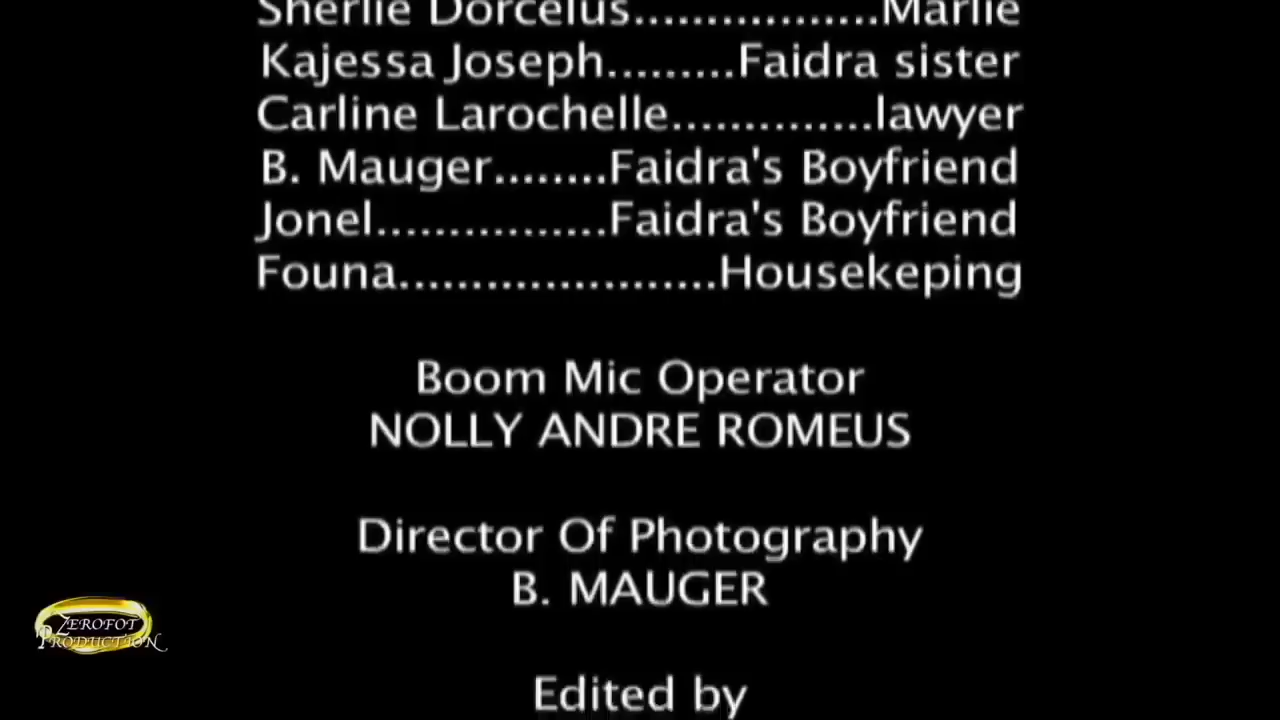 Sherlie Dorcelus.................Marlie
Kajessa Joseph.........Faidra sister
Carline Larochelle..............lawyer
B. Mauger........Faidra's Boyfriend
Jonel................Faidra's Boyfriend
Founa......................Housekeping
Boom Mic Operator
NOLLY ANDRE ROMEUS
Director Of Photography
B. MAUGER
ZEROFOT
PRODUCTION
Edited by